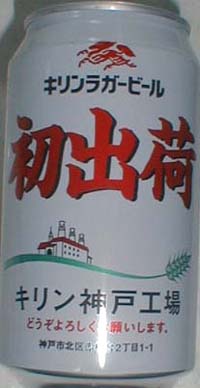 キリンラガービール
初出荷
キリン神戸工場
どうぞよろしくお願いします。
神戸市北区 2丁目1-1